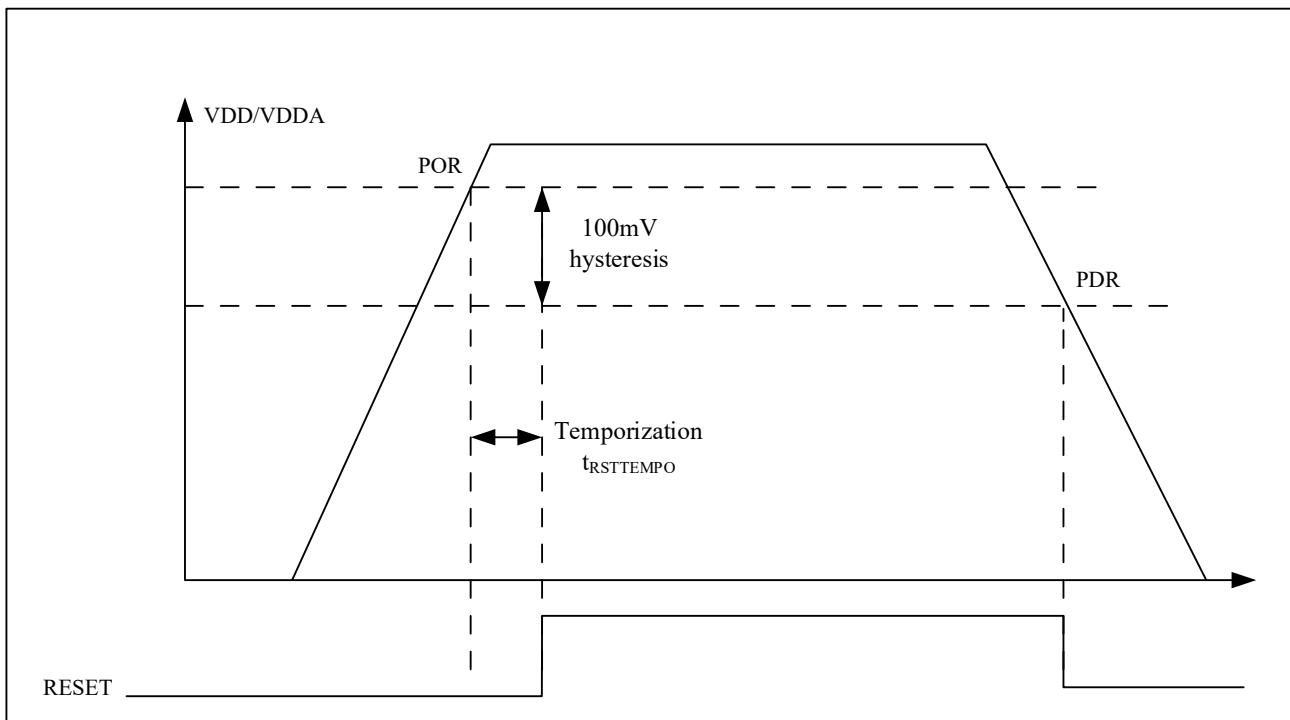 VDD/VDDA
POR
100mV
hysteresis
PDR
Temporization
tRSTTEMPO
RESET